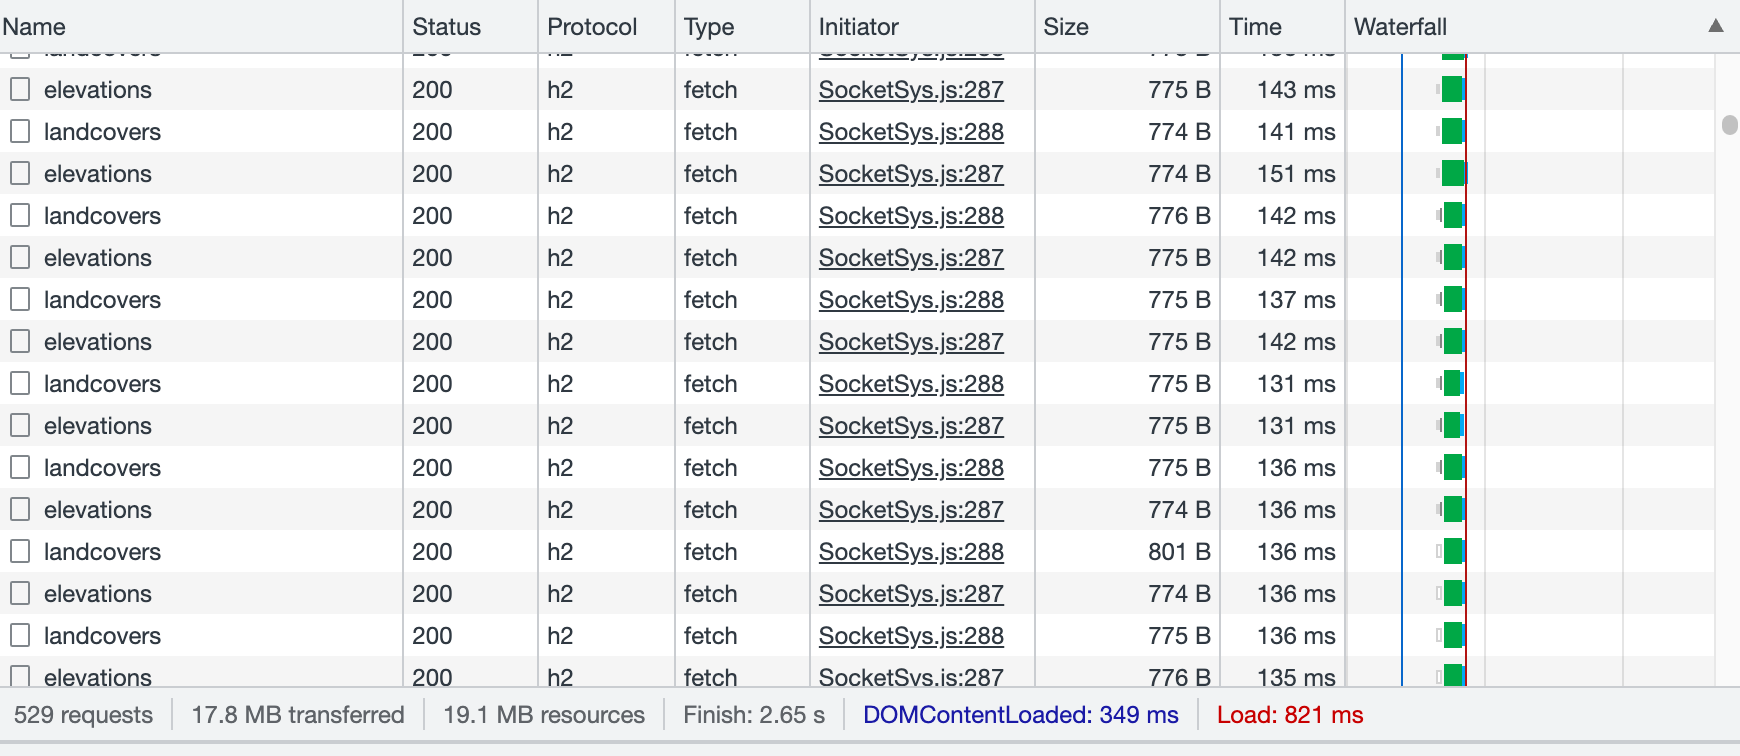 Name Status Protocol Type Initiator Size Time Waterfall
elevations 200 h2 fetch SocketSys.js:287 775 B 143 ms
landcovers 200 h2 fetch SocketSys.js:288 774 B 141 ms
elevations 200 h2 fetch SocketSys.js:287 774 B 151 ms
landcovers 200 h2 fetch SocketSys.js:288 776 B 142 ms
elevations 200 h2 fetch SocketSys.js:287 775 B 142 ms
landcovers 200 h2 fetch SocketSys.js:288 775 B 137 ms
elevations 200 h2 fetch SocketSys.js:287 775 B 142 ms
landcovers 200 h2 fetch SocketSys.js:288 775 B 131 ms
elevations 200 h2 fetch SocketSys.js:287 775 B 131 ms
landcovers 200 h2 fetch SocketSys.js:288 775 B 136 ms
elevations 200 h2 fetch SocketSys.js:287 774 B 136 ms
landcovers 200 h2 fetch SocketSys.js:288 801 B 136 ms
elevations 200 h2 fetch SocketSys.js:287 774 B 136 ms
landcovers 200 h2 fetch SocketSys.js:288 775 B 136 ms
elevations 200 h2 fetch SocketSys.js:287 776 B 135 ms
529 requests 17.8 MB transferred 19.1 MB resources Finish: 2.65 s DOMContentLoaded: 349 ms Load: 821 ms